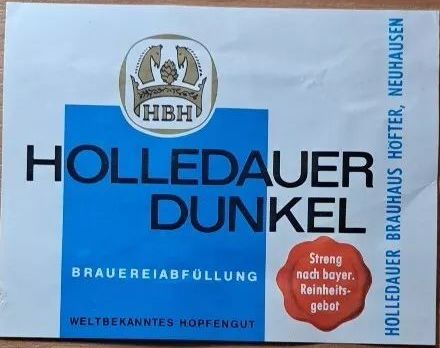 HBH
HOLLEDAUER
DUNKEL
BRAUEREIABFÜLLUNG
WELTBEKANNTES HOPFENGUT
Streng
nach bayer.
Reinheits-
gebot
HOLLEDAUER BRAUHAUS HÖFTER, NEUHAUSEN